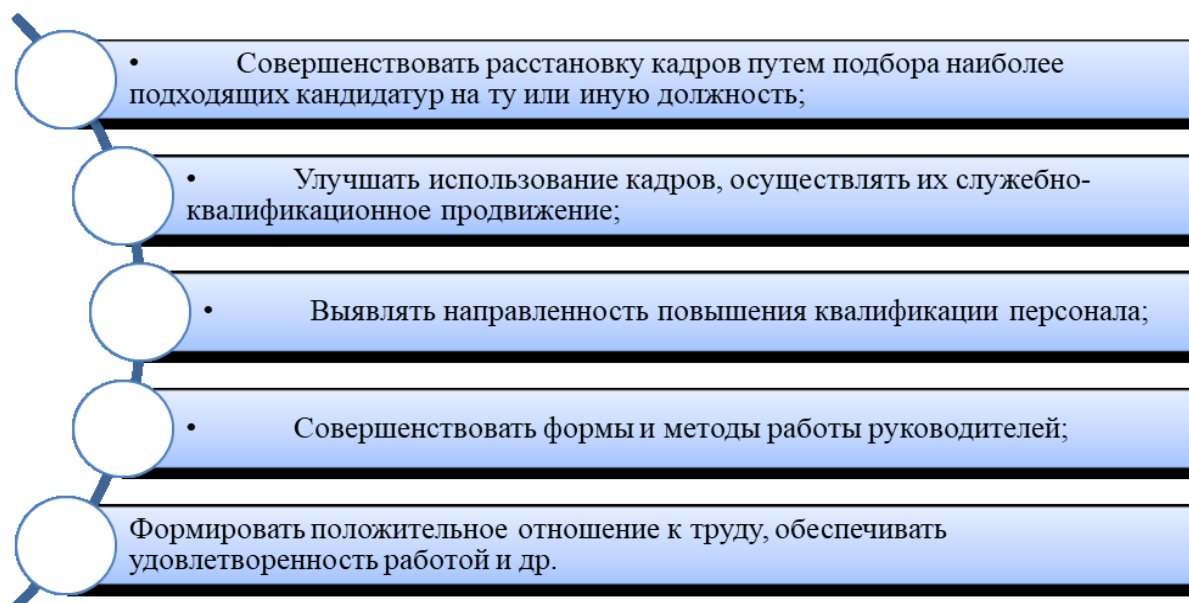 • Совершенствовать расстановку кадров путем подбора наиболее
подходящих кандидатур на ту или иную должность;
• Улучшать использование кадров, осуществлять их служебно-
квалификационное продвижение;
• Выявлять направленность повышения квалификации персонала;
• Совершенствовать формы и методы работы руководителей;
Формировать положительное отношение к труду, обеспечивать
удовлетворенность работой и др.